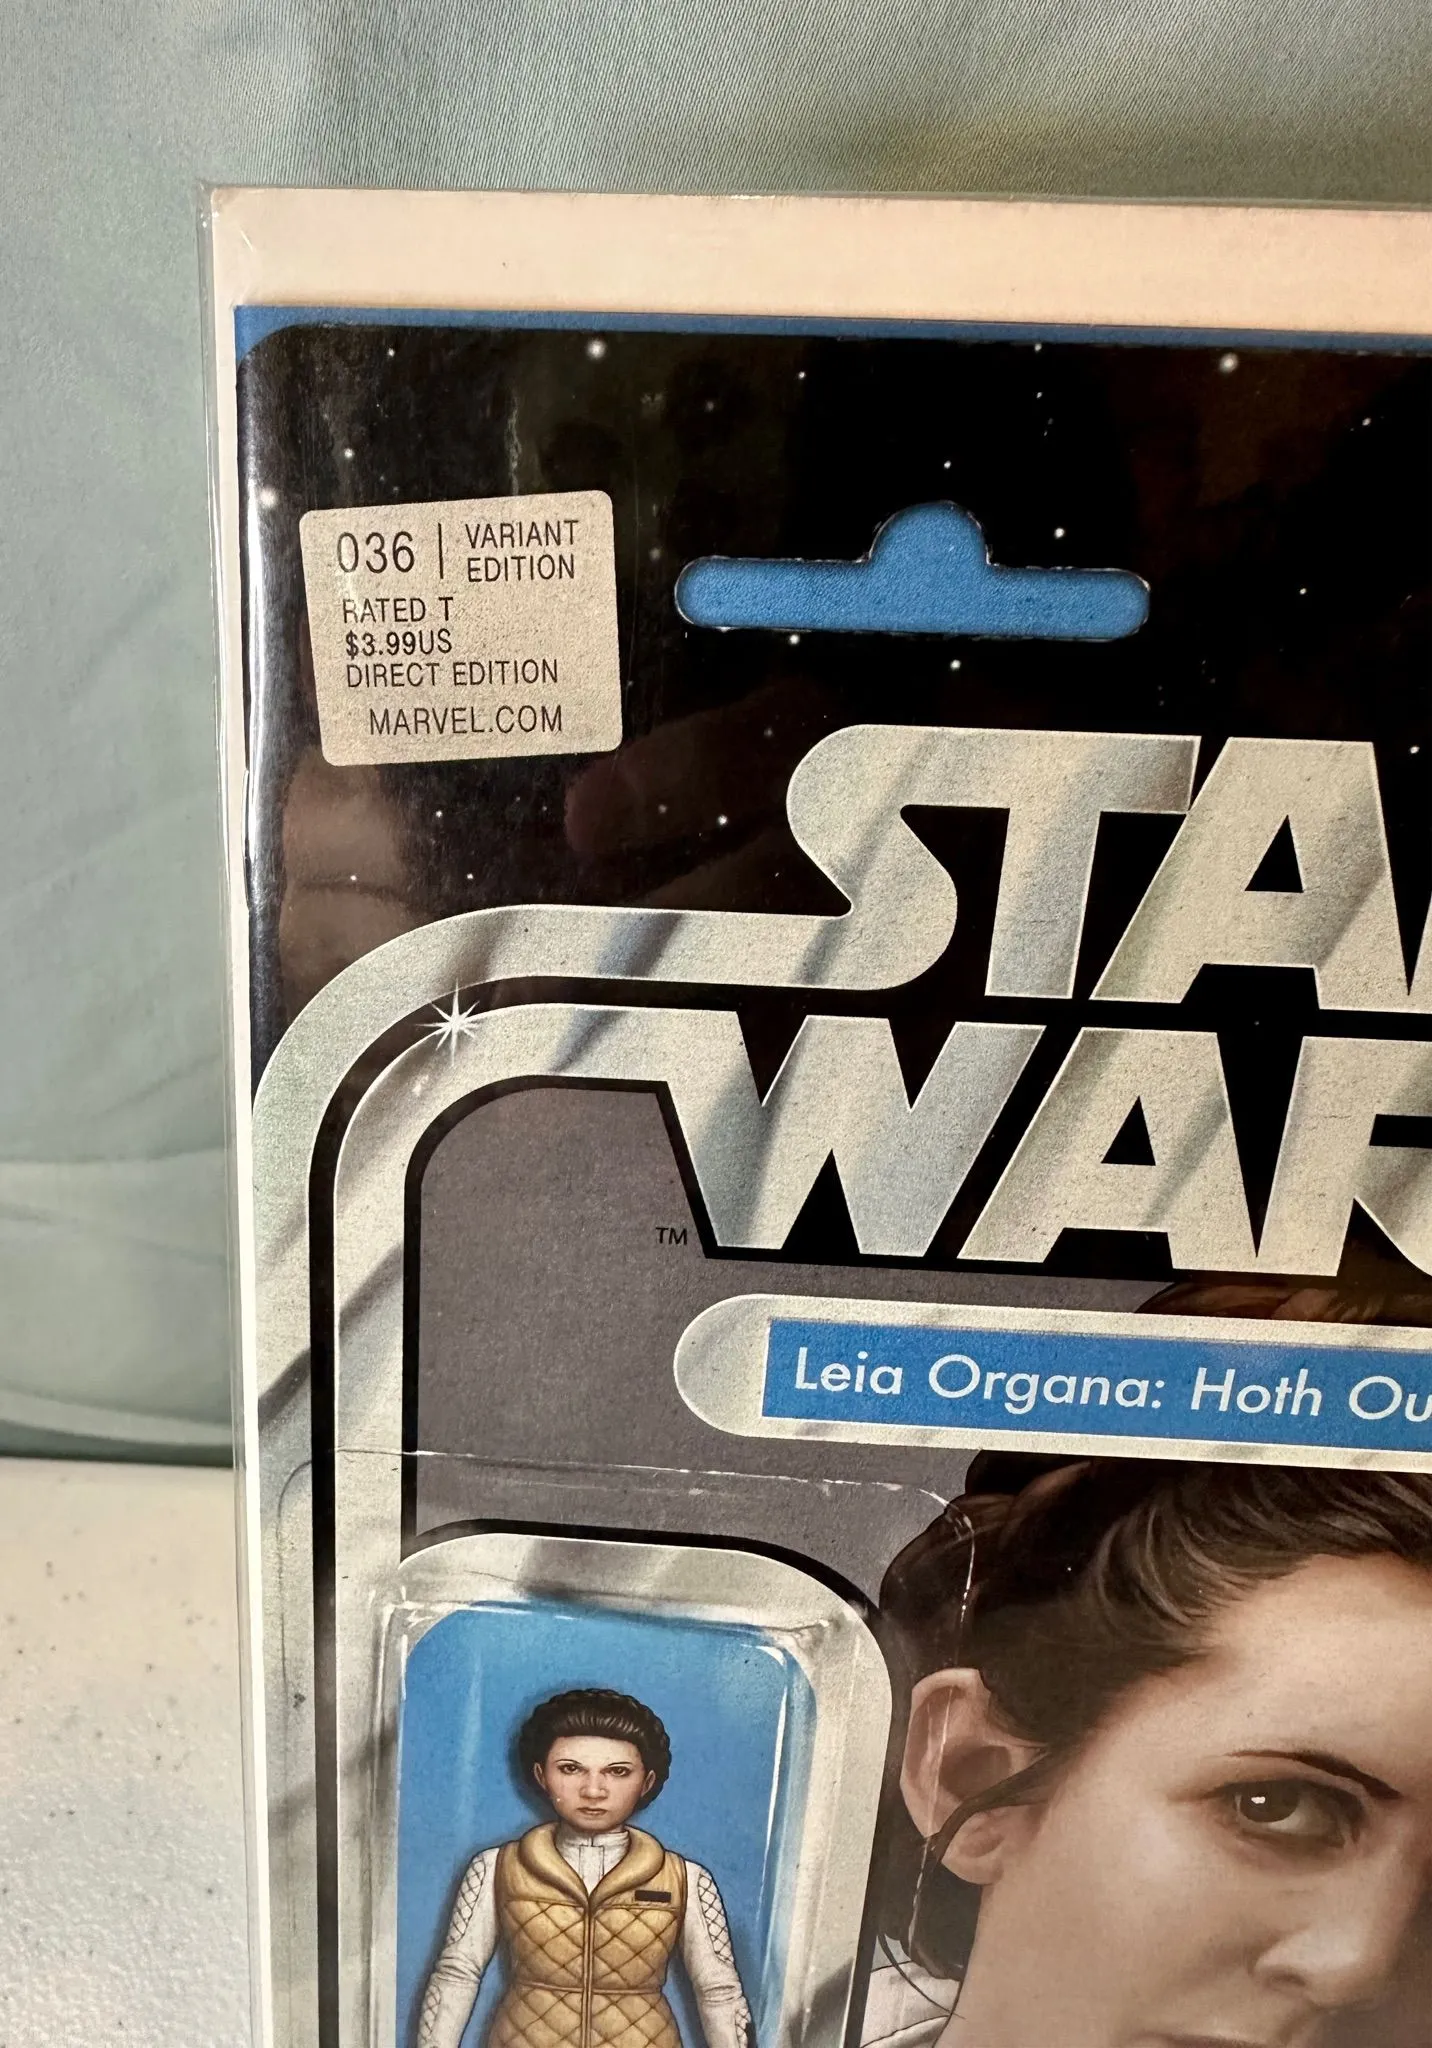 036 | VARIANT
EDITION
RATED T
$3.99US
DIRECT EDITION
MARVEL.COM
STA
WAR
TM
Leia Organa: Hoth Ou